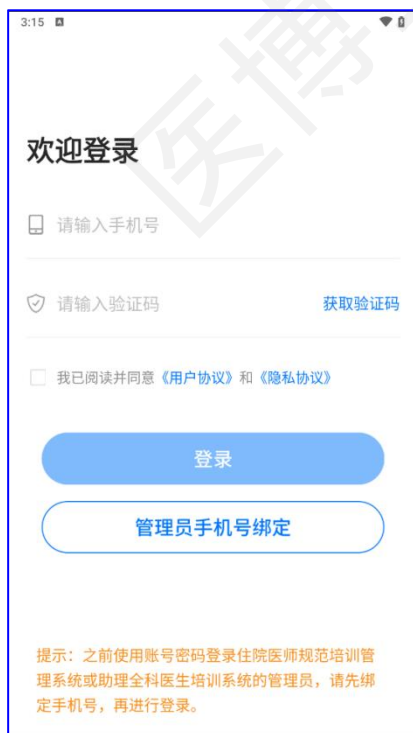 3:15
医博
欢迎登录
请输入手机号
请输入验证码 获取验证码
我已阅读并同意《用户协议》和《隐私协议》
登录
管理员手机号绑定
提示：之前使用账号密码登录住院医师规范培训管
理系统或助理全科医生培训系统的管理员，请先绑
定手机号，再进行登录。